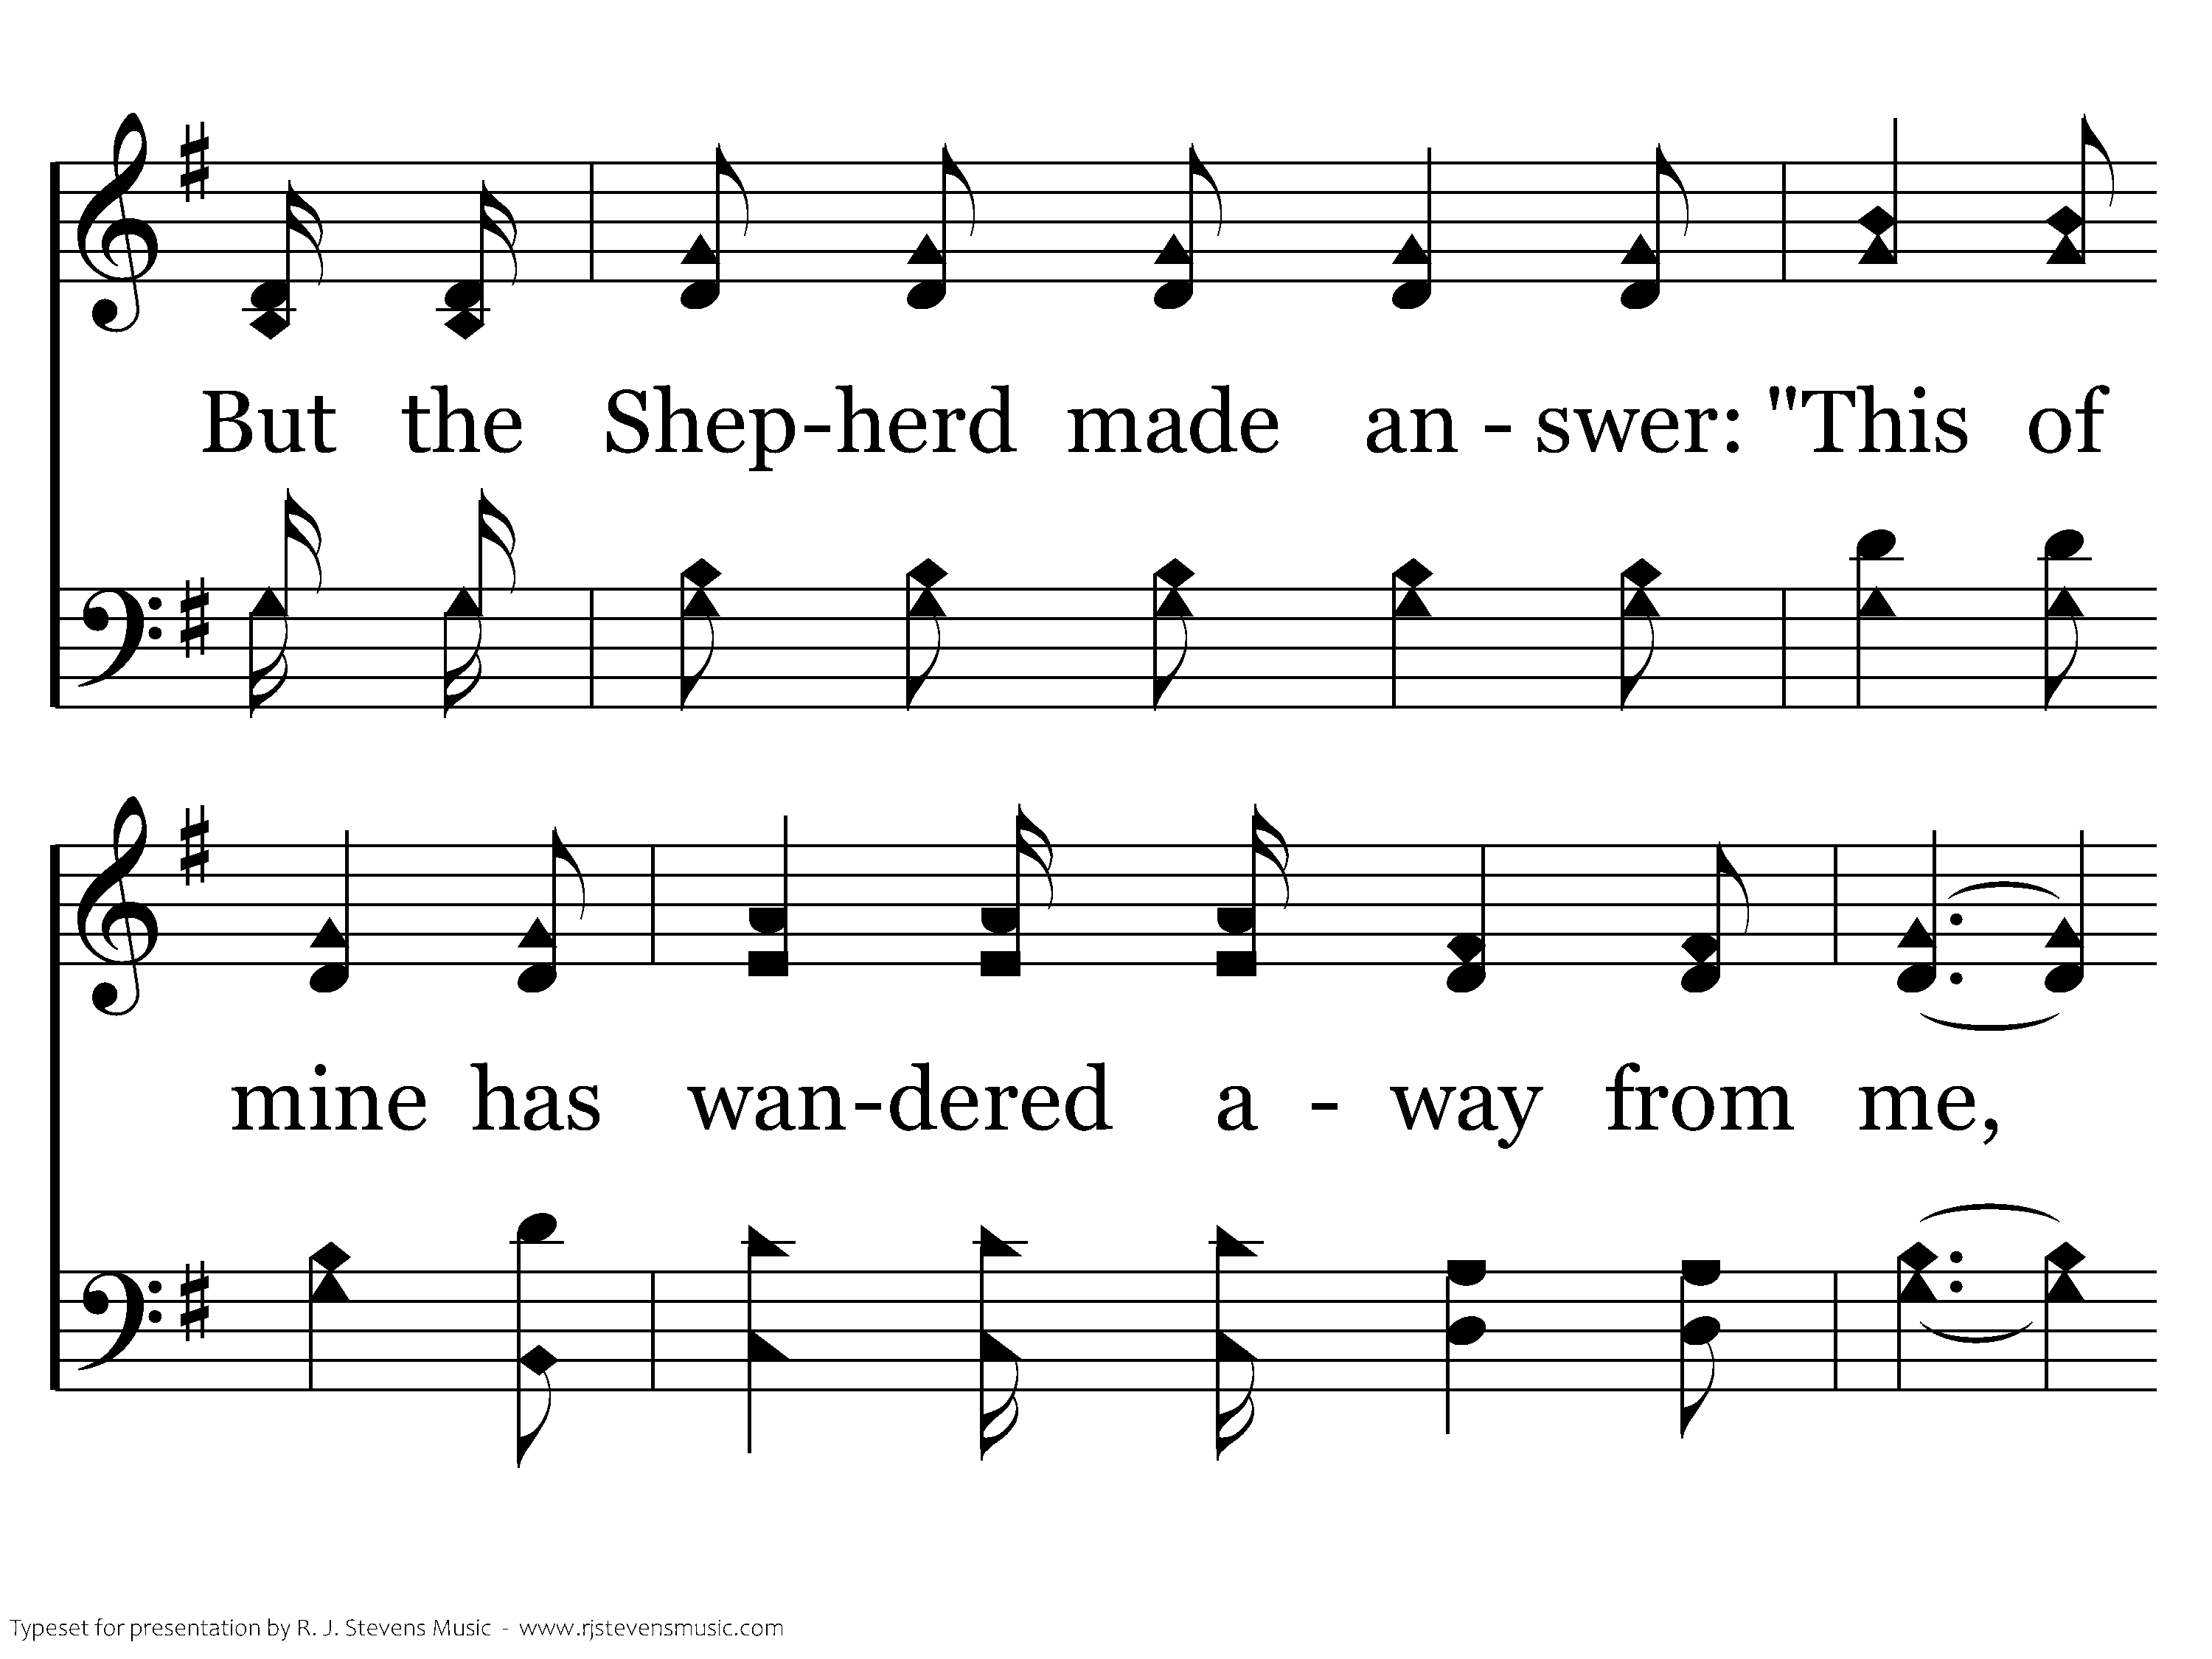 But the Shep-herd made an - swer: "This of
mine has wan-dered a - way from me,
Typeset for presentation by R. J. Stevens Music - www.rjstevensmusic.com